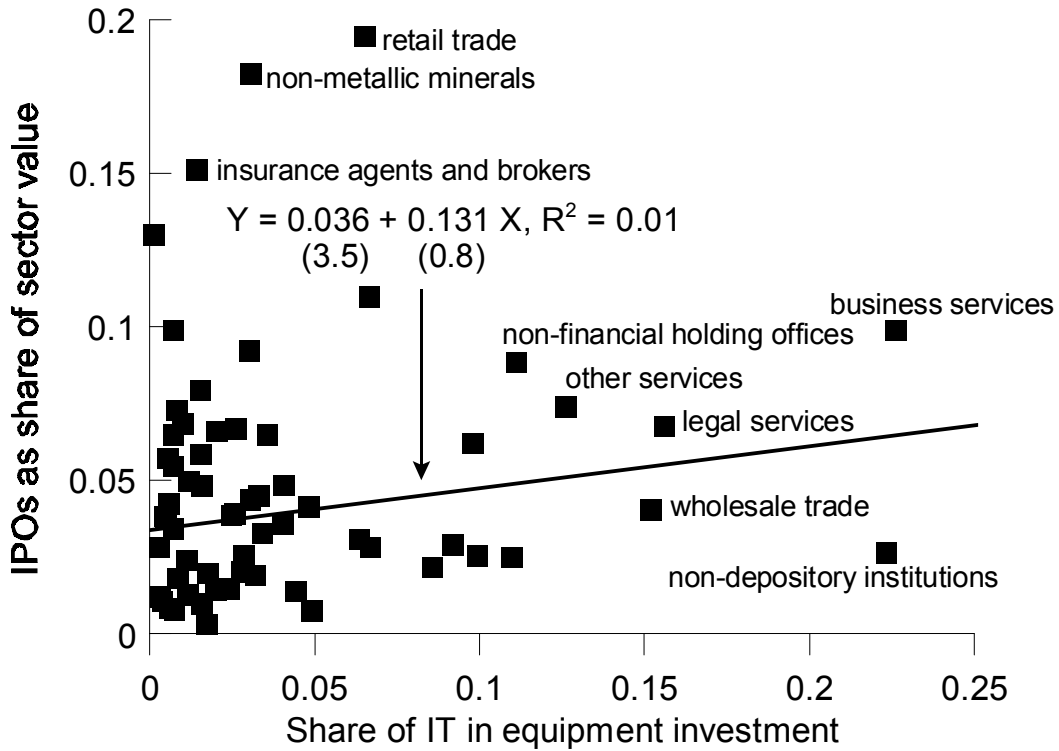 IPOs as share of sector value
0.2
0.15
0.1
0.05
0
retail trade
non-metallic minerals
insurance agents and brokers
Y = 0.036 + 0.131 X, R² = 0.01
(3.5) (0.8)
business services
non-financial holding offices
other services
legal services
wholesale trade
non-depository institutions
0 0.05 0.1 0.15 0.2 0.25
Share of IT in equipment investment